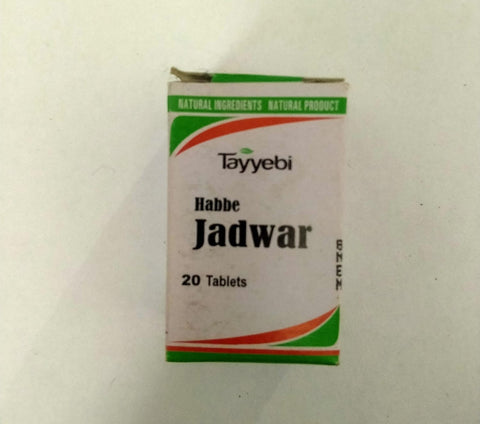 NATURAL INGREDIENTS NATURAL PRODUCT
Tayyebi
Habbe
Jadwar
20 Tablets